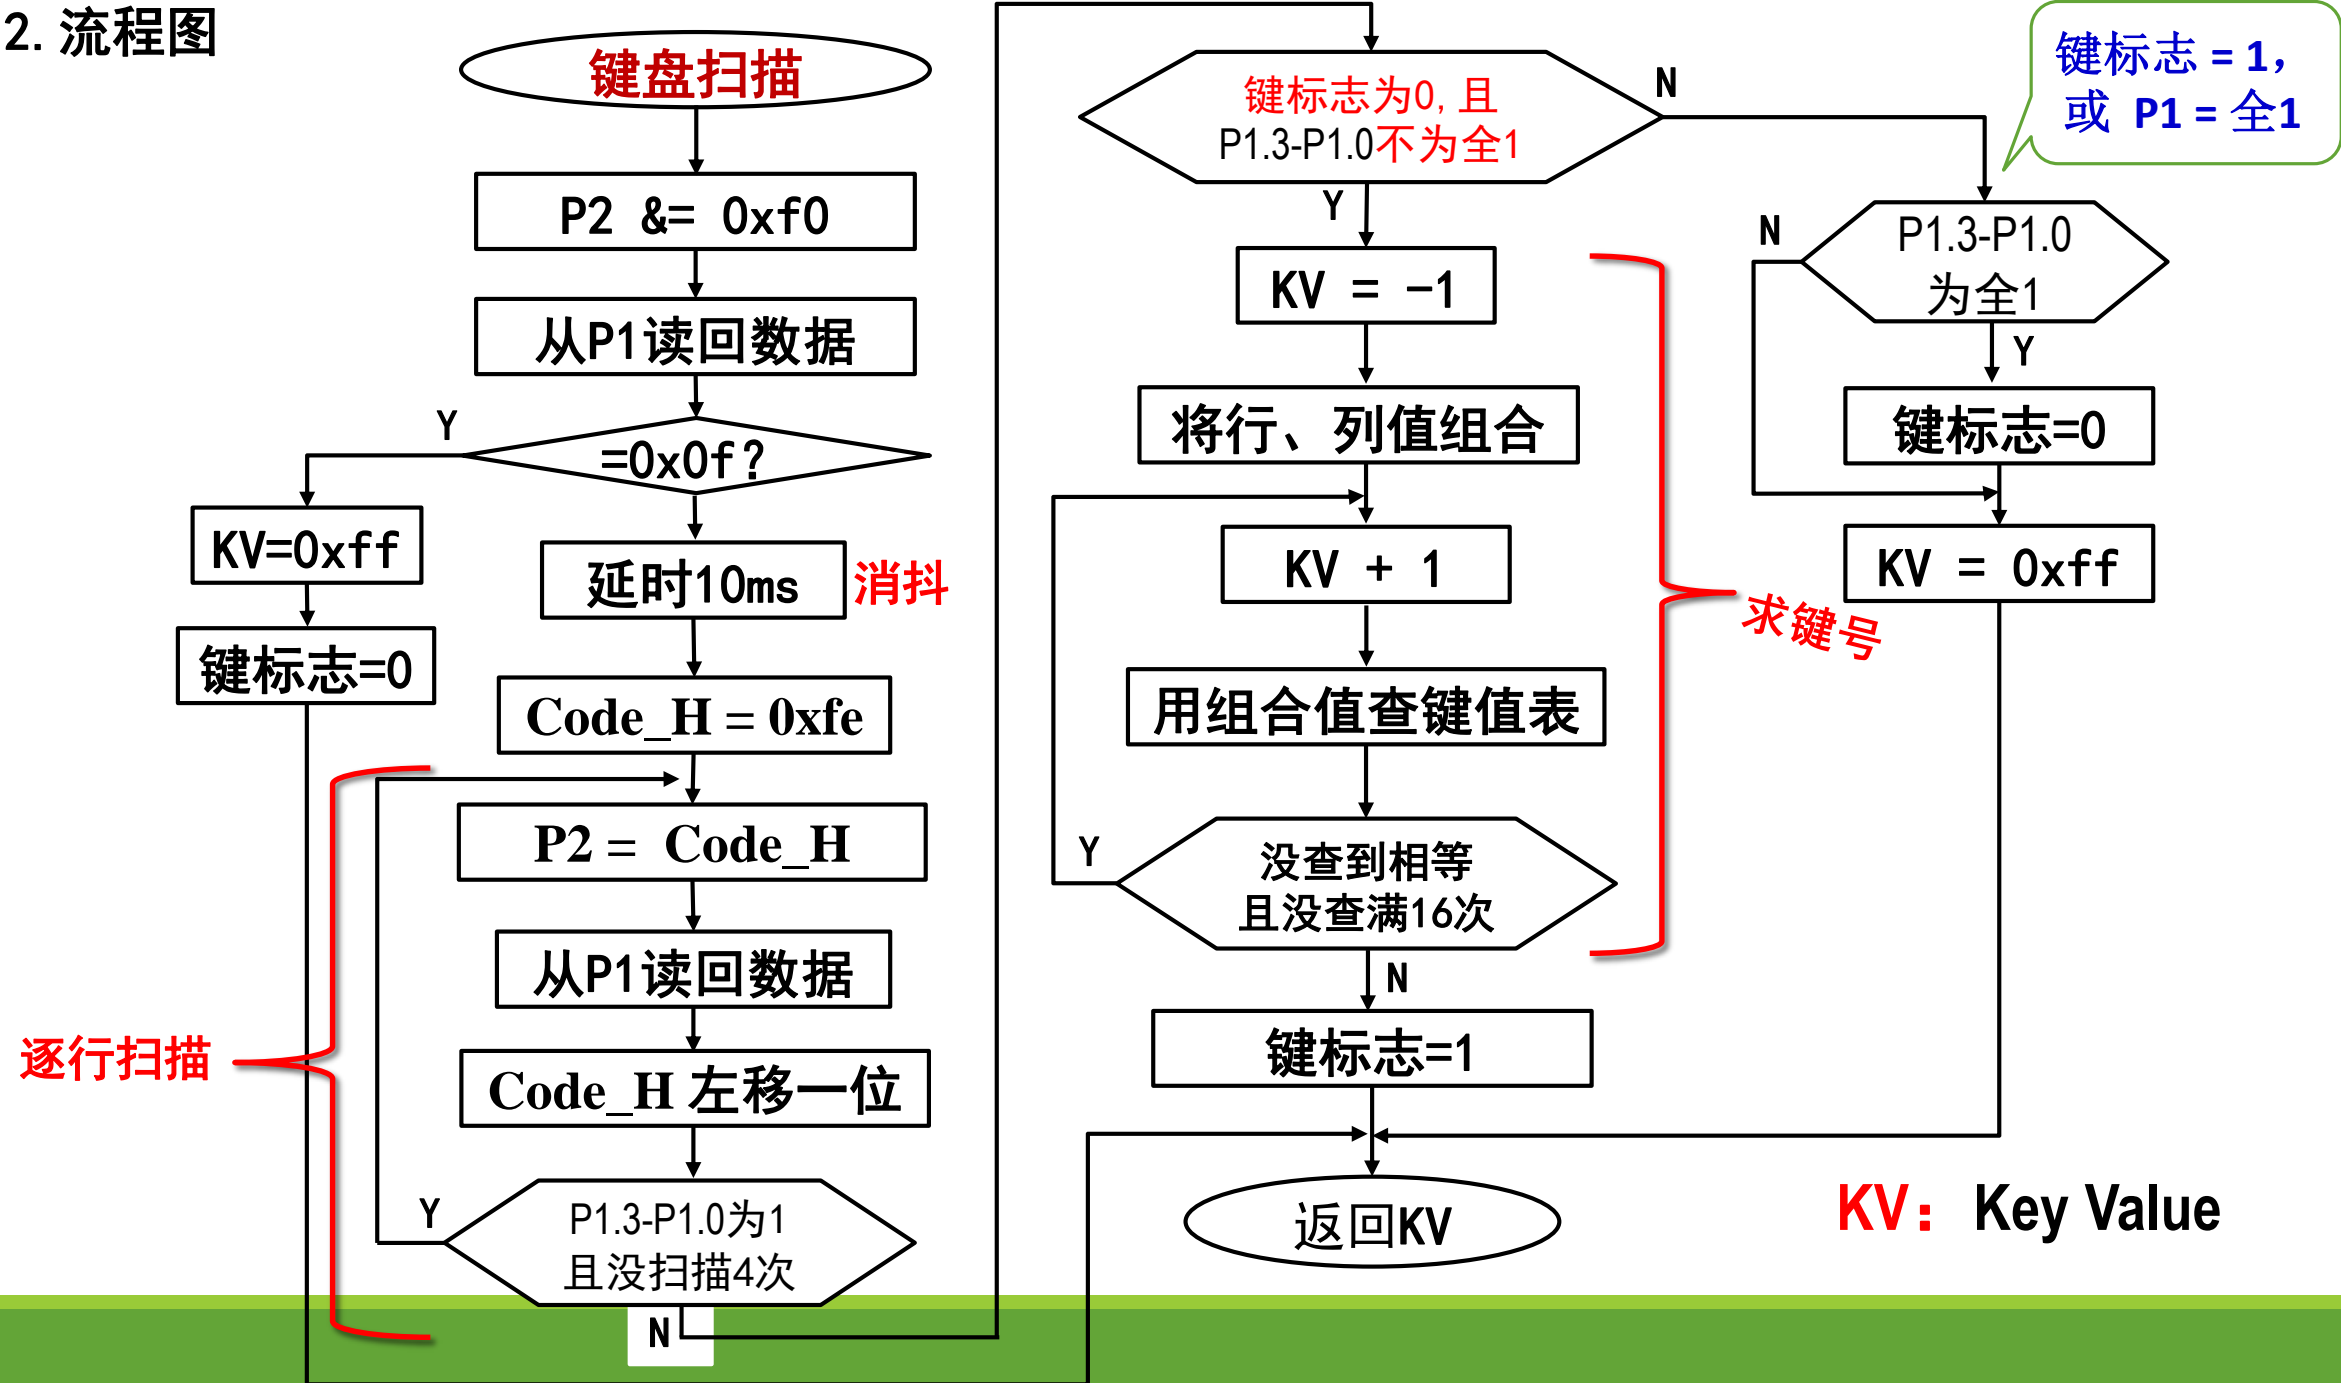 2.流程图
键盘扫描
P2 &= 0xf0
从P1读回数据
Y
=0x0f?
KV=0xff
键标志=0
延时10ms
消抖
Code_H = 0xfe
P2 = Code_H
从P1读回数据
Code_H 左移一位
逐行扫描
Y
P1.3-P1.0为1
且没扫描4次
N
键标志为0,且
P1.3-P1.0不为全1
N
Y
KV = -1
将行、列值组合
KV + 1
用组合值查键值表
Y
没查到相等
且没查满16次
N
求键号
键标志=1
返回KV
键标志 = 1,
或 P1 = 全1
N
P1.3-P1.0
为全1
Y
键标志=0
KV = 0xff
KV: Key Value